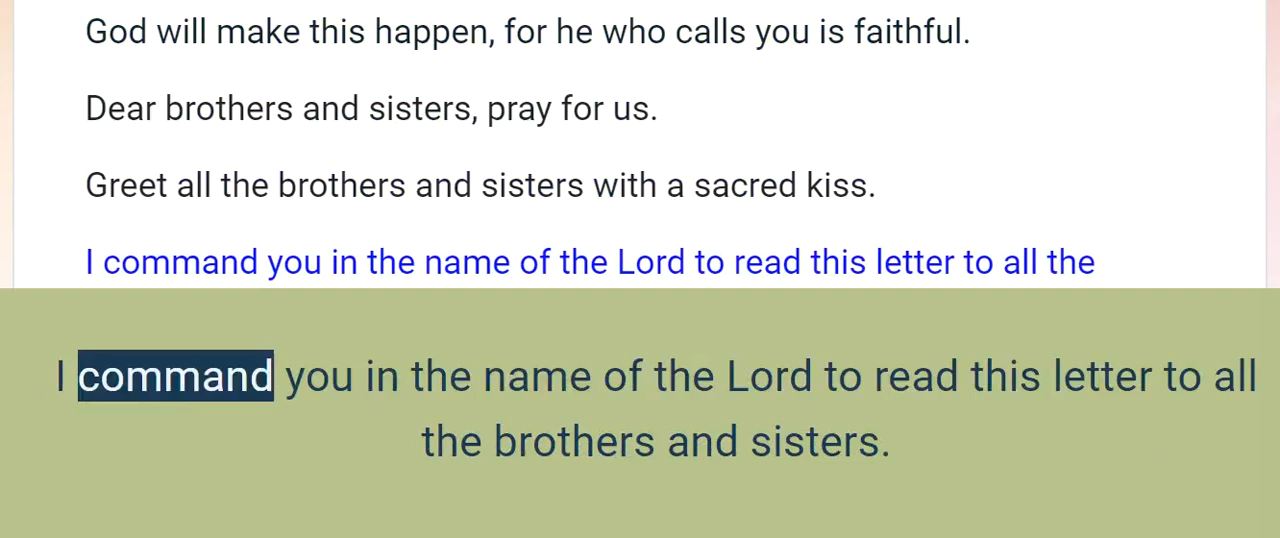 God will make this happen, for he who calls you is faithful.
Dear brothers and sisters, pray for us.
Greet all the brothers and sisters with a sacred kiss.
I command you in the name of the Lord to read this letter to all the
I command you in the name of the Lord to read this letter to all
the brothers and sisters.